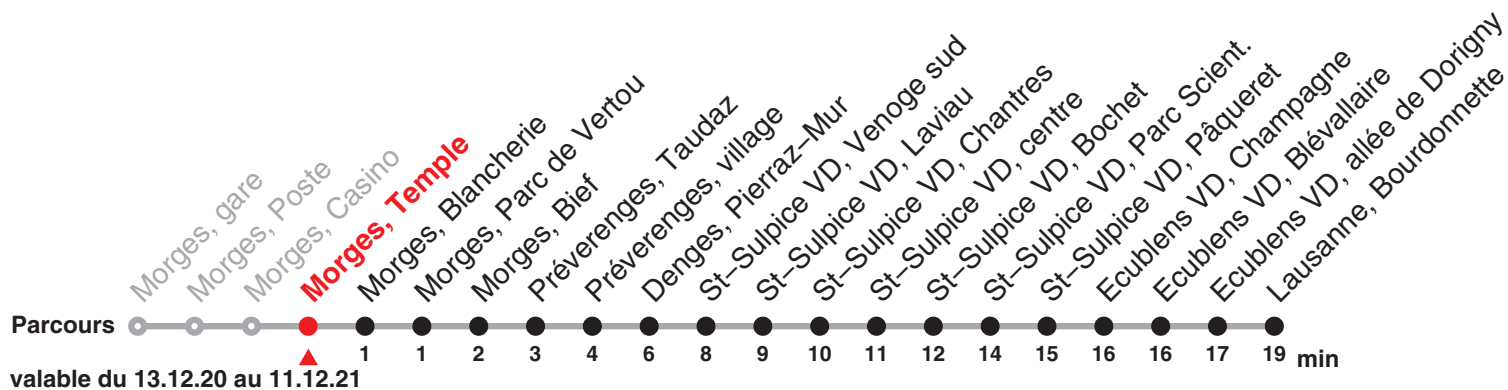 Morges, gare
Morges, Poste
Morges, Casino
Morges, Temple
Morges, Blancherie
Morges, Parc de Vertou
Morges, Bief
Préverenges, Taudaz
Préverenges, village
Denges, Pierraz–Mur
St–Sulpice VD, Venoge sud
St–Sulpice VD, Laviau
St–Sulpice VD, Chantres
St–Sulpice VD, centre
St–Sulpice VD, Bochet
St–Sulpice VD, Parc Scient.
St–Sulpice VD, Pâqueret
Ecublens VD, Champagne
Ecublens VD, Blévallaire
Ecublens VD, allée de Dorigny
Lausanne, Bourdonnette
Parcours
1 1 2 3 4 6 8 9 10 11 12 14 15 16 16 17 19 min
valable du 13.12.20 au 11.12.21